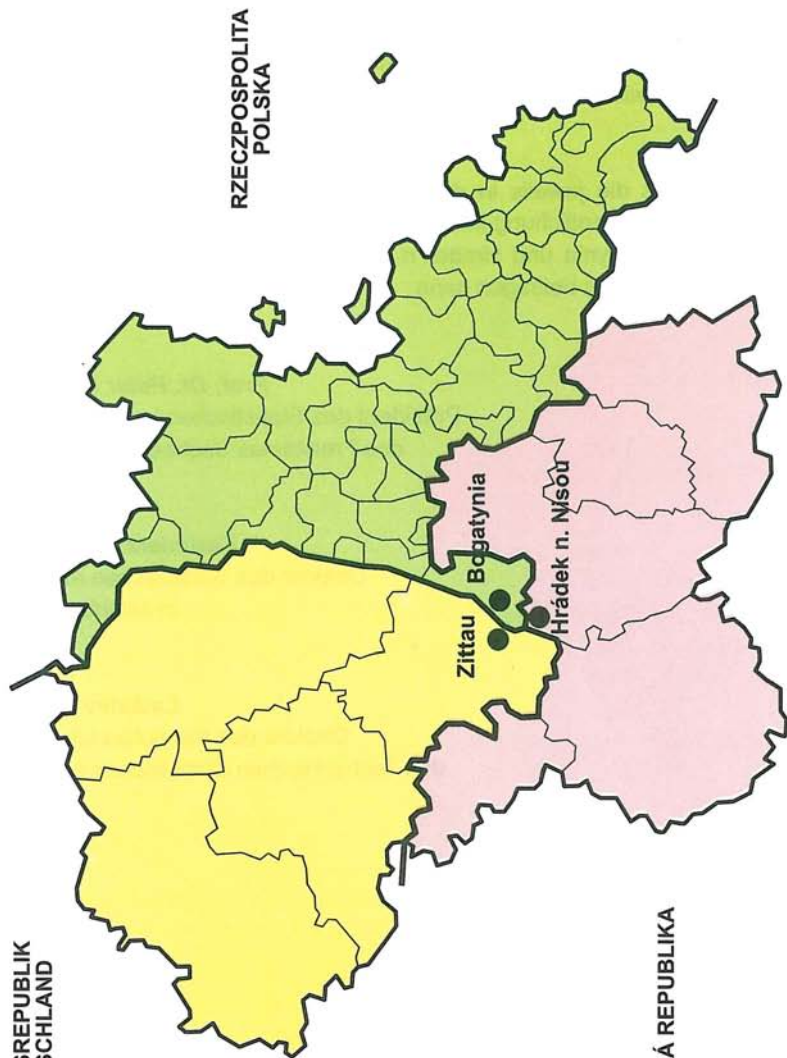 SREPUBLIK
SCHLAND
RZECZPOSPOLITA
POLSKA
Zittau
Bogatynia
Hrádek n. Nisou
Á REPUBLIKA